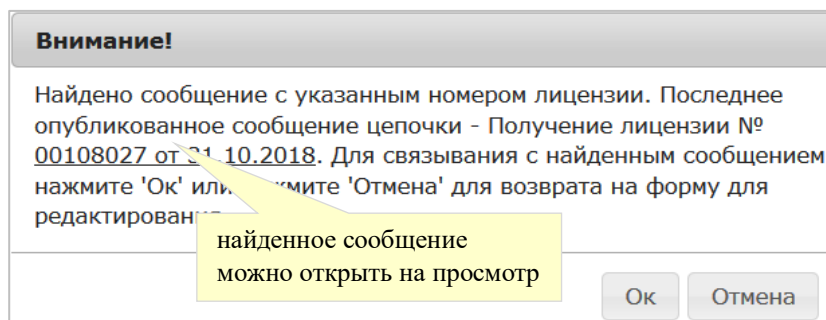 Внимание!
Найдено сообщение с указанным номером лицензии. Последнее
опубликованное сообщение цепочки - Получение лицензии №
00108027 от 31.10.2018. Для связывания с найденным сообщением
нажмите 'Ок' или нажмите 'Отмена' для возврата на форму для
редактирования
найденное сообщение
можно открыть на просмотр
Ок Отмена